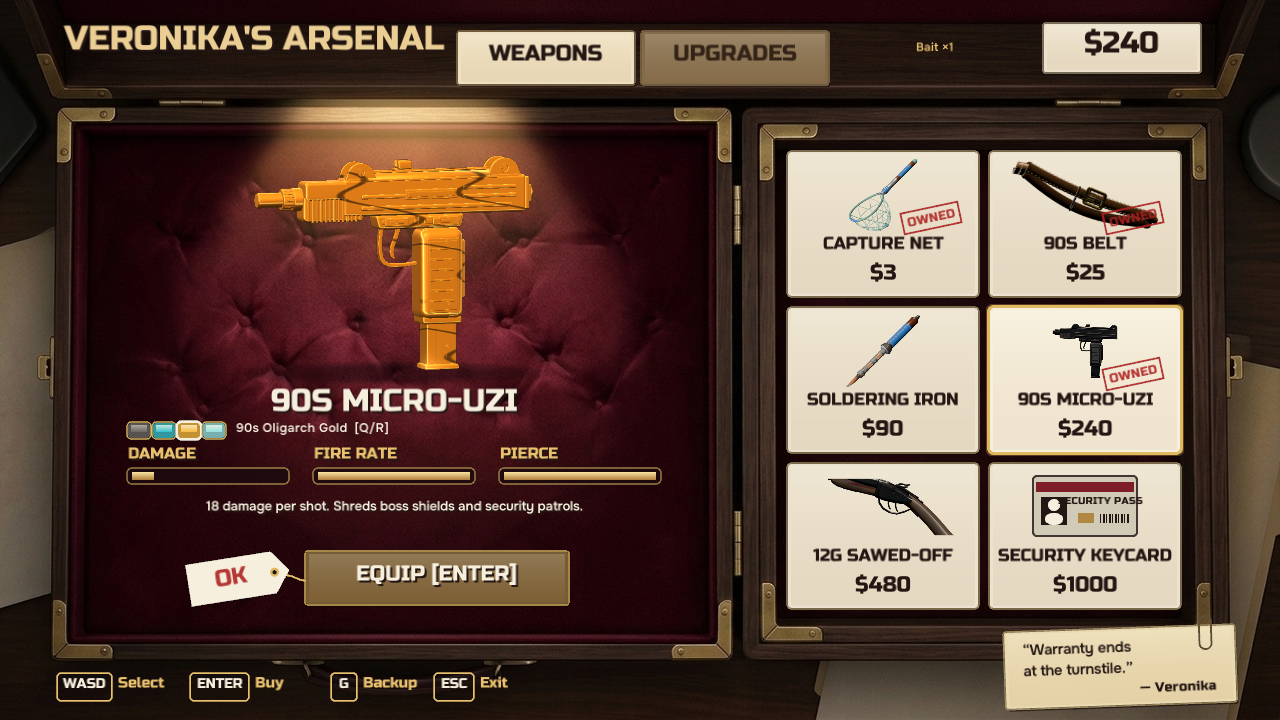 VERONIKA'S ARSENAL
WEAPONS
UPGRADES
Bait ×1
$240
90S MICRO-UZI
90s Oligarch Gold [Q/R]
DAMAGE
FIRE RATE
PIERCE
18 damage per shot. Shreds boss shields and security patrols.
OK
EQUIP [ENTER]
OWNED
CAPTURE NET
$3
OWNED
90S BELT
$25
SOLDERING IRON
$90
OWNED
90S MICRO-UZI
$240
12G SAWED-OFF
$480
ECURITY PASS
SECURITY KEYCARD
$1000
“Warranty ends
at the turnstile.”
— Veronika
WASD Select
ENTER Buy
G Backup
ESC Exit